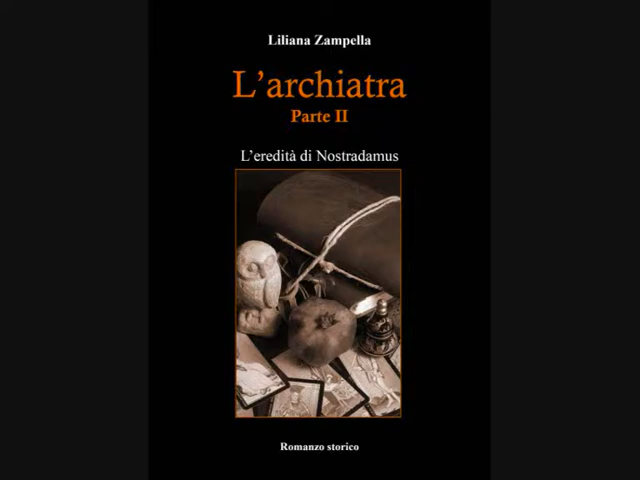 Liliana Zampella
L'archiatra
Parte II
L'eredità di Nostradamus
Romanzo storico